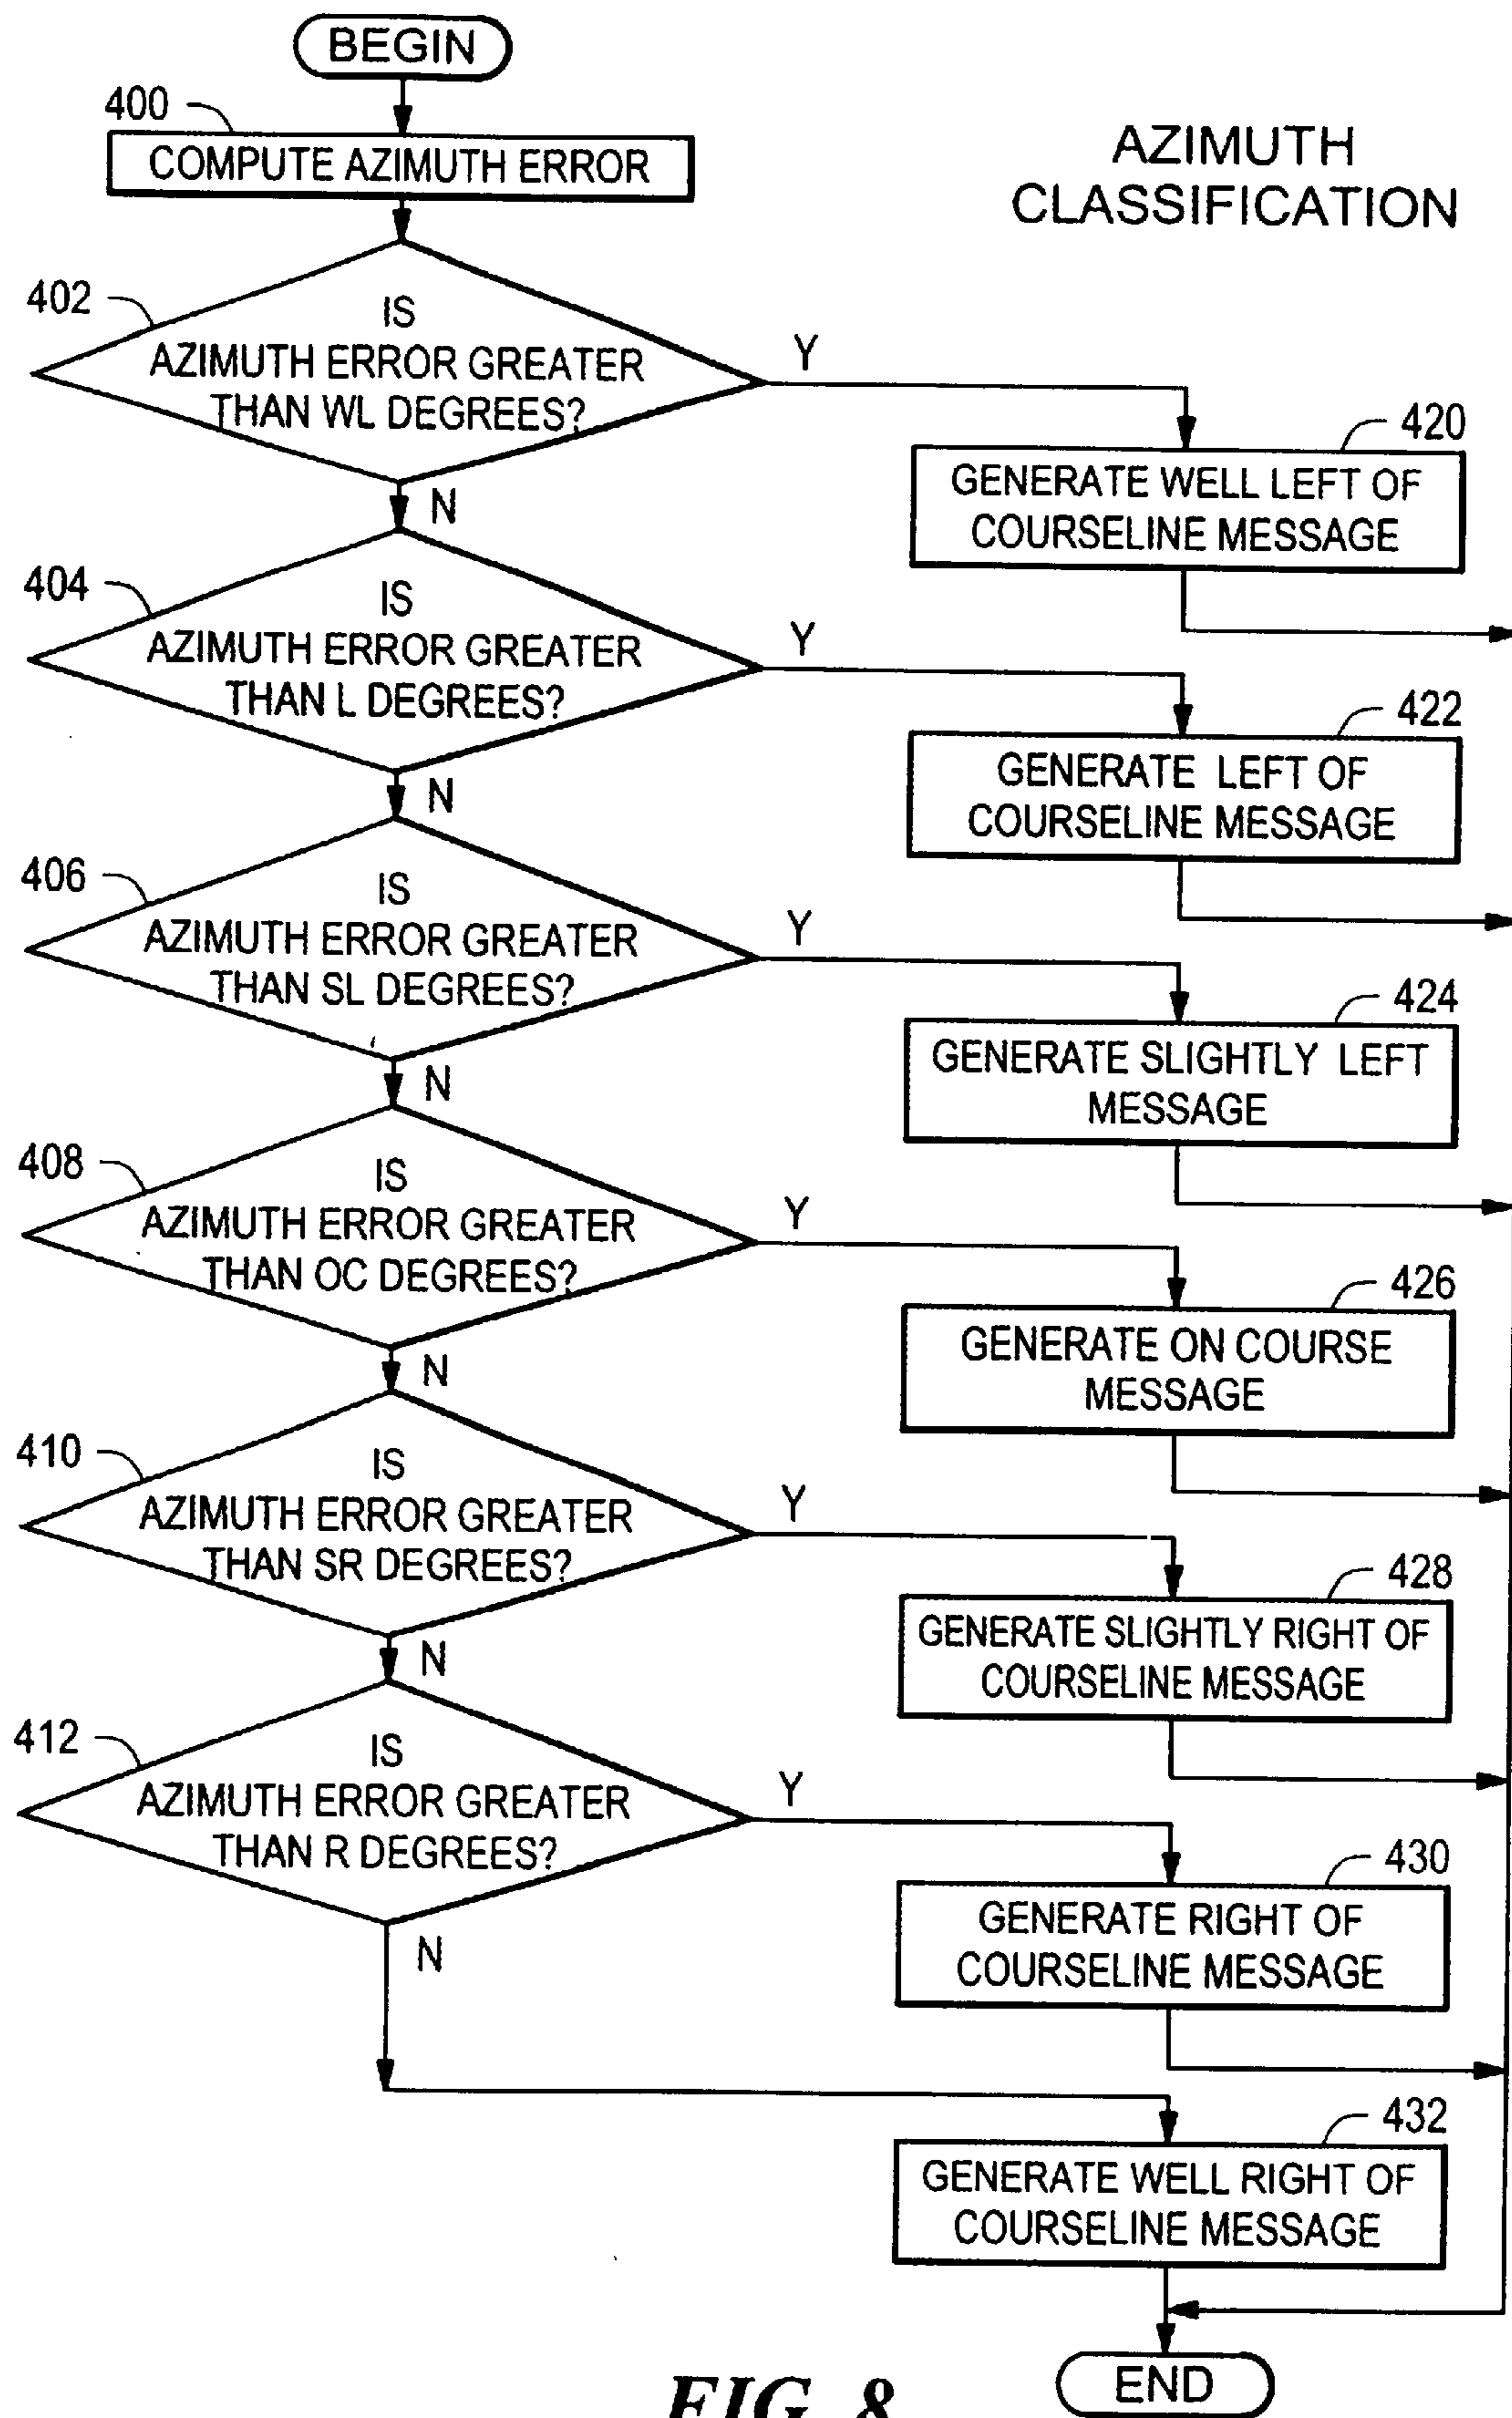 BEGIN
400
COMPUTE AZIMUTH ERROR
AZIMUTH
CLASSIFICATION
402
IS
AZIMUTH ERROR GREATER
THAN WL DEGREES?
Y
N
420
GENERATE WELL LEFT OF
COURSELINE MESSAGE
404
IS
AZIMUTH ERROR GREATER
THAN L DEGREES?
Y
N
422
GENERATE LEFT OF
COURSELINE MESSAGE
406
IS
AZIMUTH ERROR GREATER
THAN SL DEGREES?
Y
N
424
GENERATE SLIGHTLY LEFT
MESSAGE
408
IS
AZIMUTH ERROR GREATER
THAN OC DEGREES?
Y
N
426
GENERATE ON COURSE
MESSAGE
410
IS
AZIMUTH ERROR GREATER
THAN SR DEGREES?
Y
N
428
GENERATE SLIGHTLY RIGHT OF
COURSELINE MESSAGE
412
IS
AZIMUTH ERROR GREATER
THAN R DEGREES?
Y
N
430
GENERATE RIGHT OF
COURSELINE MESSAGE
432
GENERATE WELL RIGHT OF
COURSELINE MESSAGE
END
FIG. 8